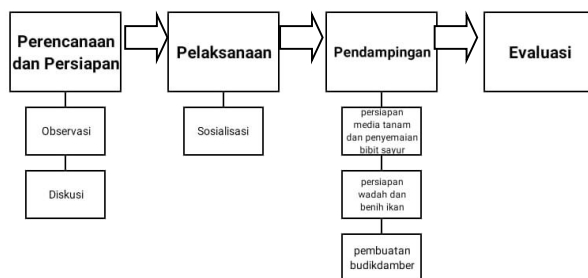 Perencanaan
dan Persiapan
Pelaksanaan
Pendampingan
Evaluasi
Observasi
Diskusi
Sosialisasi
persiapan
media tanam
dan penyemaian
bibit sayur
persiapan
wadah dan
benih ikan
pembuatan
budikdamber